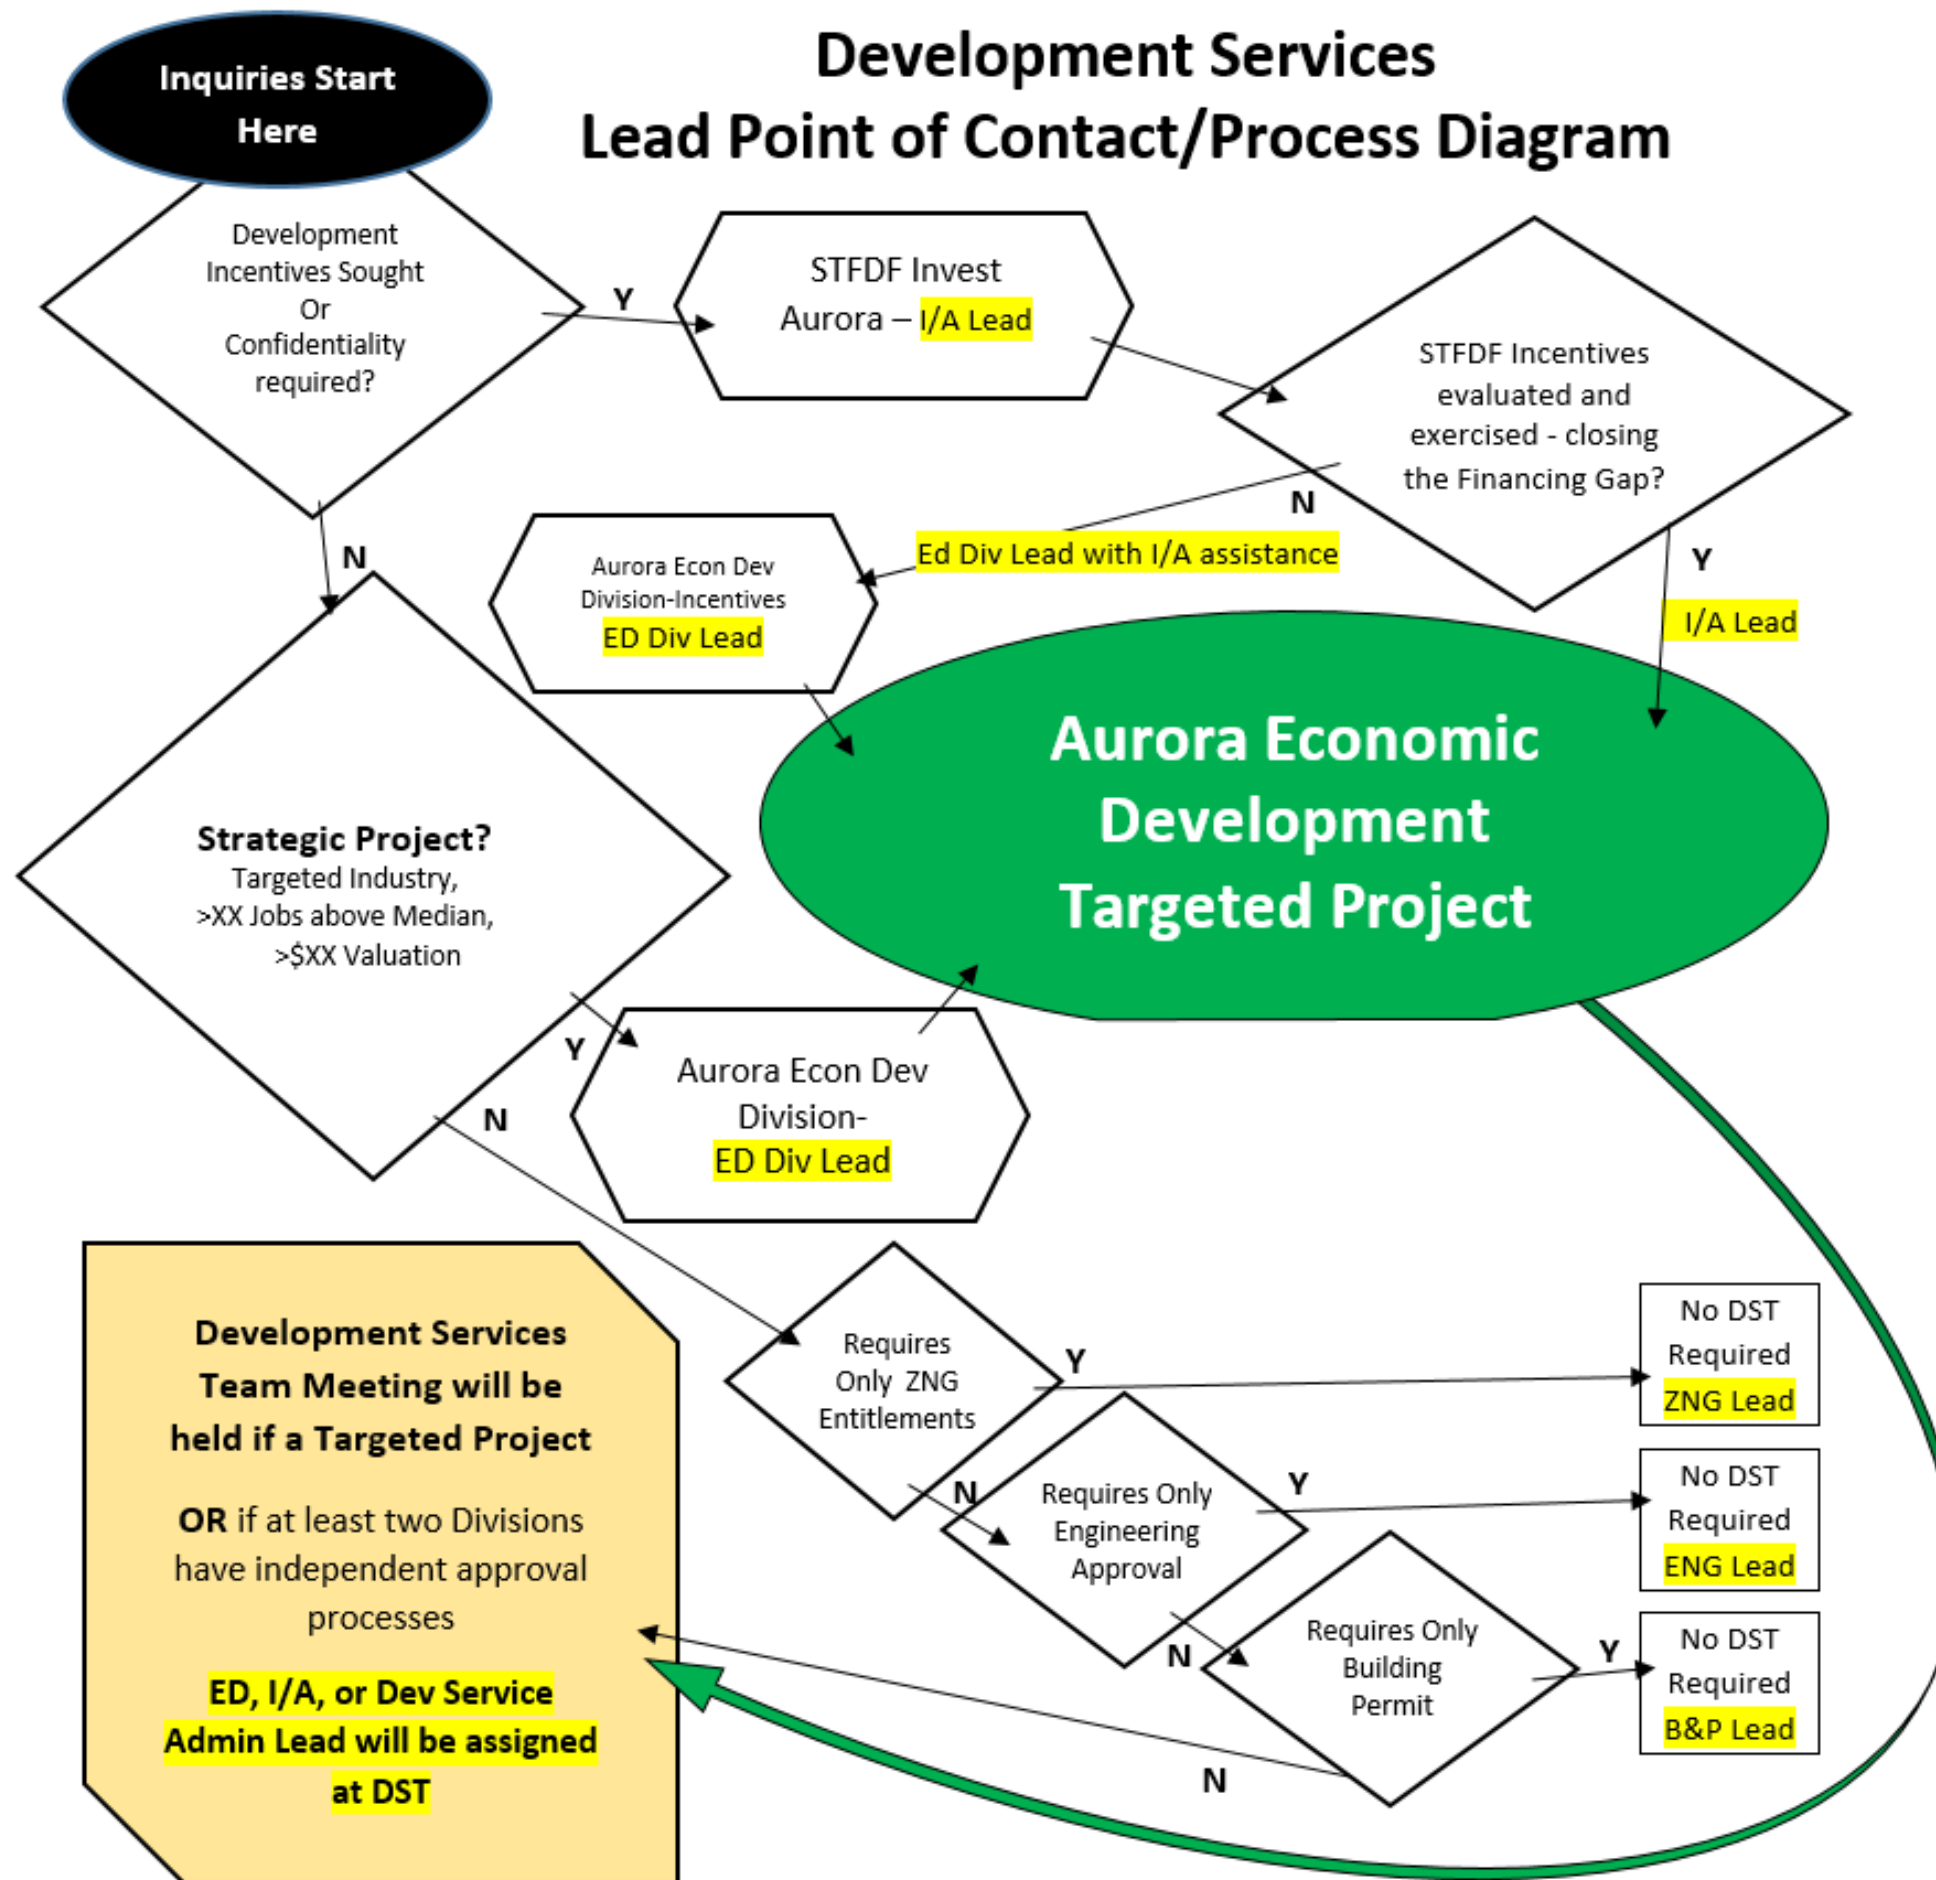 Development Services
Lead Point of Contact/Process Diagram
Inquiries Start
Here
Development
Incentives Sought
Or
Confidentiality
required?
Y
STFDF Invest
Aurora – I/A Lead
STFDF Incentives
evaluated and
exercised - closing
the Financing Gap?
N
Ed Div Lead with I/A assistance
Y
I/A Lead
N
Aurora Econ Dev
Division-Incentives
ED Div Lead
Aurora Economic
Development
Targeted Project
Strategic Project?
Targeted Industry,
>XX Jobs above Median,
>$XX Valuation
Y
N
Aurora Econ Dev
Division-
ED Div Lead
Requires
Only ZNG
Entitlements
Y
No DST
Required
ZNG Lead
N
Requires Only
Engineering
Approval
Y
No DST
Required
ENG Lead
N
Requires Only
Building
Permit
Y
No DST
Required
B&P Lead
N
Development Services
Team Meeting will be
held if a Targeted Project
OR if at least two Divisions
have independent approval
processes
ED, I/A, or Dev Service
Admin Lead will be assigned
at DST